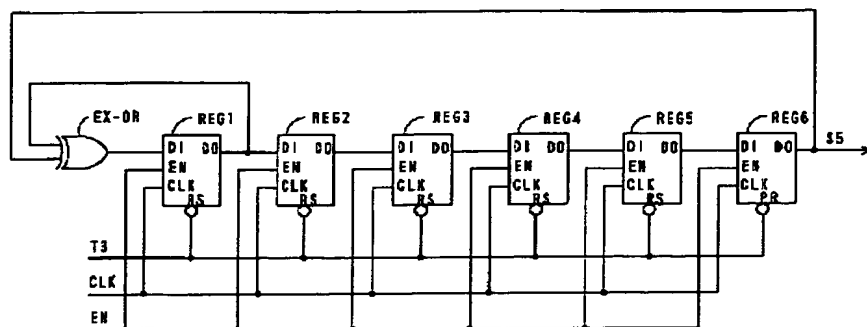 EX-OR REG1 REG2 REG3 REG4 REG5 REG6
S5
DI DO DI DO DI DO DI DO DI DO DI DO
EN EN EN EN EN EN
CLK CLK CLK CLK CLK CLK
RS RS RS RS RS PR
T3
CLK
EN